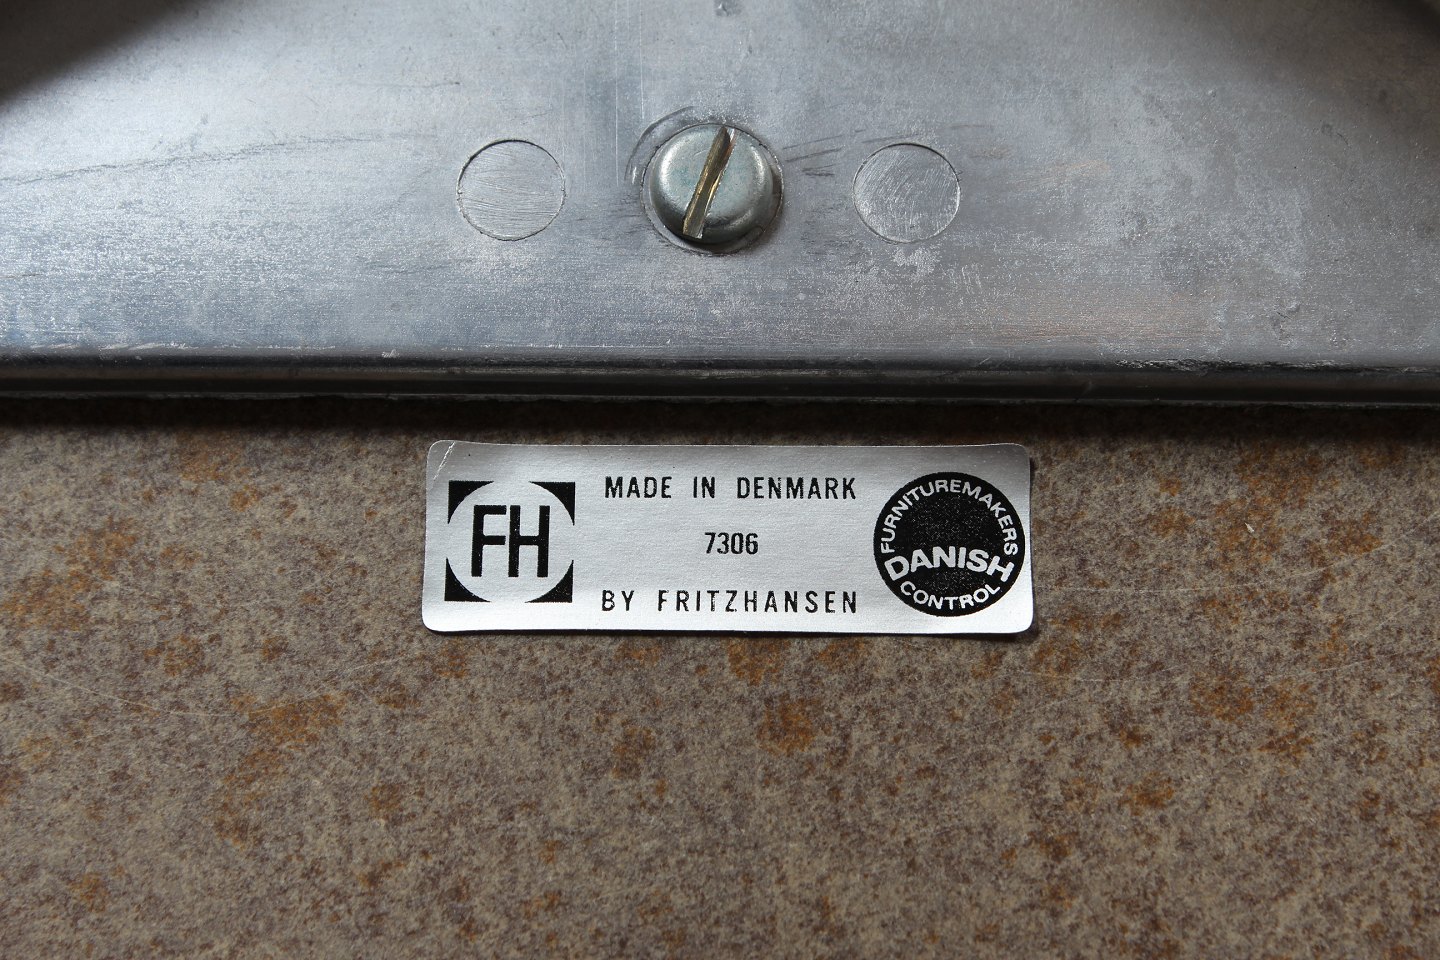 FH
MADE IN DENMARK
7306
BY FRITZHANSEN
FURNITUREMAKERS
DANISH
CONTROL